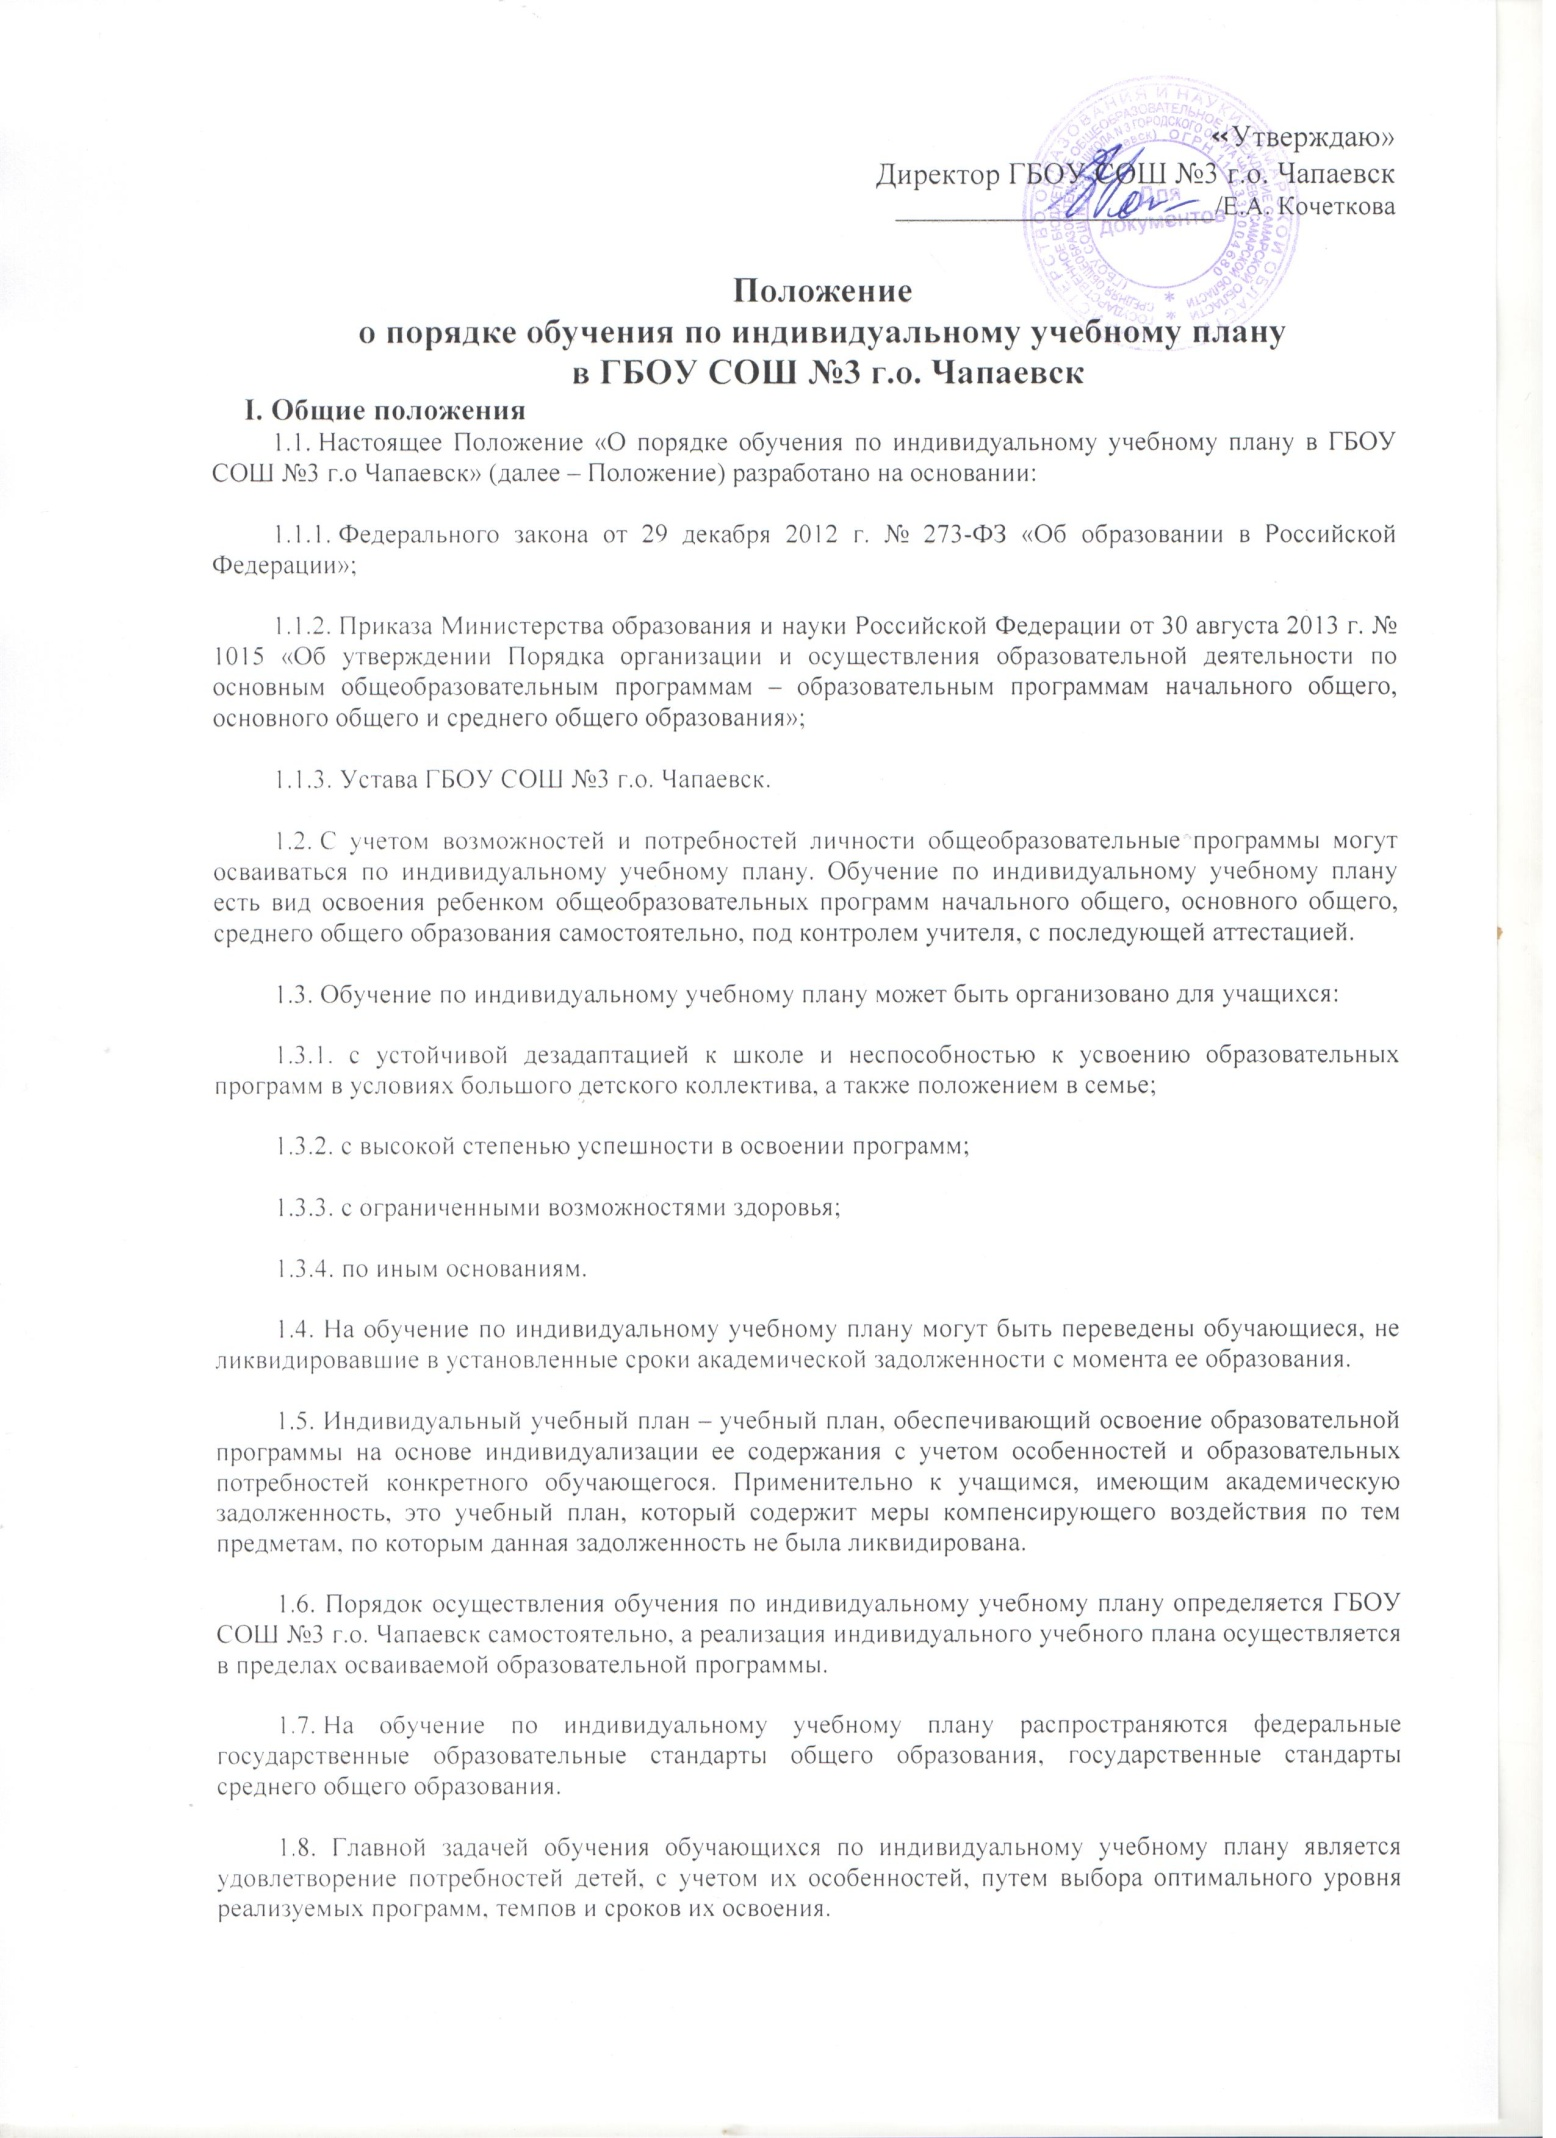 «Утверждаю»
Директор ГБОУ СОШ №3 г.о. Чапаевск
/Е.А. Кочеткова
Для
документов
Положение
о порядке обучения по индивидуальному учебному плану
в ГБОУ СОШ №3 г.о. Чапаевск
I. Общие положения
1.1. Настоящее Положение «О порядке обучения по индивидуальному учебному плану в ГБОУ
СОШ №3 г.о Чапаевск» (далее – Положение) разработано на основании:
1.1.1. Федерального закона от 29 декабря 2012 г. № 273-ФЗ «Об образовании в Российской
Федерации»;
1.1.2. Приказа Министерства образования и науки Российской Федерации от 30 августа 2013 г. №
1015 «Об утверждении Порядка организации и осуществления образовательной деятельности по
основным общеобразовательным программам – образовательным программам начального общего,
основного общего и среднего общего образования»;
1.1.3. Устава ГБОУ СОШ №3 г.о. Чапаевск.
1.2. С учетом возможностей и потребностей личности общеобразовательные программы могут
осваиваться по индивидуальному учебному плану. Обучение по индивидуальному учебному плану
есть вид освоения ребенком общеобразовательных программ начального общего, основного общего,
среднего общего образования самостоятельно, под контролем учителя, с последующей аттестацией.
1.3. Обучение по индивидуальному учебному плану может быть организовано для учащихся:
1.3.1. с устойчивой дезадаптацией к школе и неспособностью к усвоению образовательных
программ в условиях большого детского коллектива, а также положением в семье;
1.3.2. с высокой степенью успешности в освоении программ;
1.3.3. с ограниченными возможностями здоровья;
1.3.4. по иным основаниям.
1.4. На обучение по индивидуальному учебному плану могут быть переведены обучающиеся, не
ликвидировавшие в установленные сроки академической задолженности с момента ее образования.
1.5. Индивидуальный учебный план – учебный план, обеспечивающий освоение образовательной
программы на основе индивидуализации ее содержания с учетом особенностей и образовательных
потребностей конкретного обучающегося. Применительно к учащимся, имеющим академическую
задолженность, это учебный план, который содержит меры компенсирующего воздействия по тем
предметам, по которым данная задолженность не была ликвидирована.
1.6. Порядок осуществления обучения по индивидуальному учебному плану определяется ГБОУ
СОШ №3 г.о. Чапаевск самостоятельно, а реализация индивидуального учебного плана осуществляется
в пределах осваиваемой образовательной программы.
1.7. На обучение по индивидуальному учебному плану распространяются федеральные
государственные образовательные стандарты общего образования, государственные стандарты
среднего общего образования.
1.8. Главной задачей обучения обучающихся по индивидуальному учебному плану является
удовлетворение потребностей детей, с учетом их особенностей, путем выбора оптимального уровня
реализуемых программ, темпов и сроков их освоения.